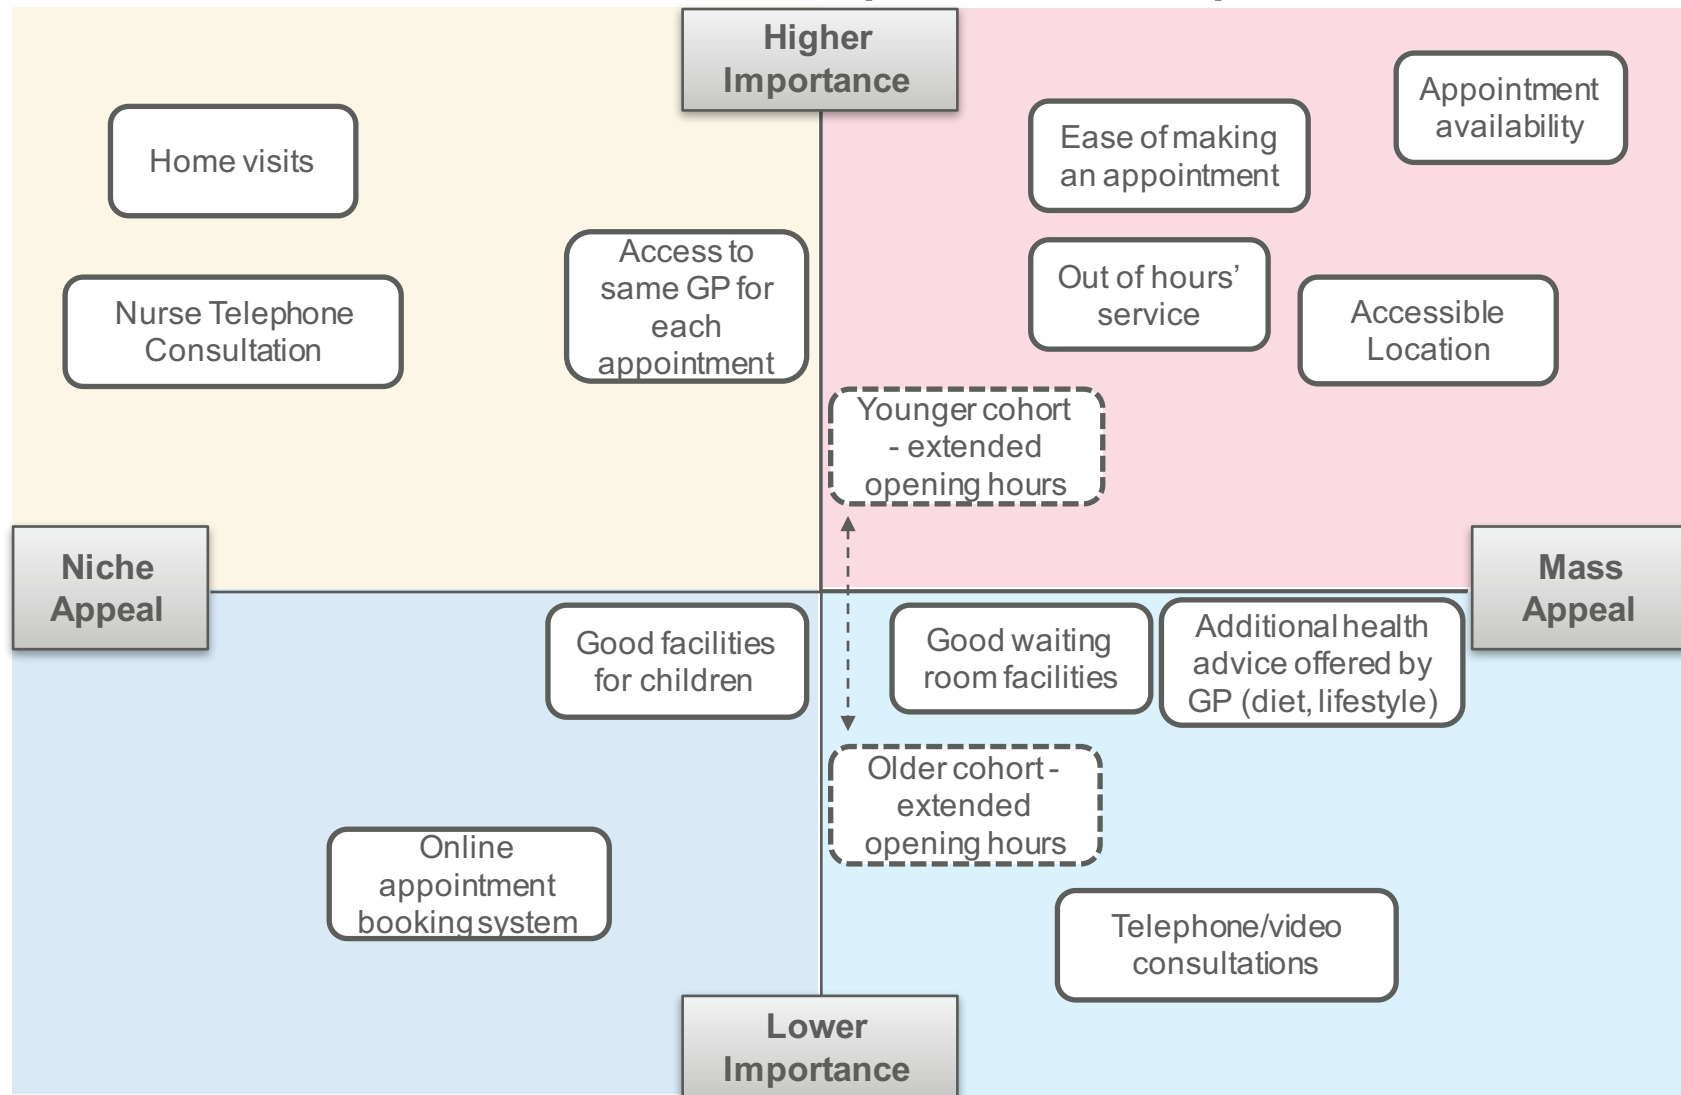 Higher
Importance
Appointment
availability
Ease of making
an appointment
Home visits
Access to
same GP for
each
appointment
Out of hours’
service
Nurse Telephone
Consultation
Accessible
Location
Younger cohort
- extended
opening hours
Niche
Appeal
Mass
Appeal
Good facilities
for children
Good waiting
room facilities
Additional health
advice offered by
GP (diet, lifestyle)
Older cohort -
extended
opening hours
Online
appointment
booking system
Telephone/video
consultations
Lower
Importance